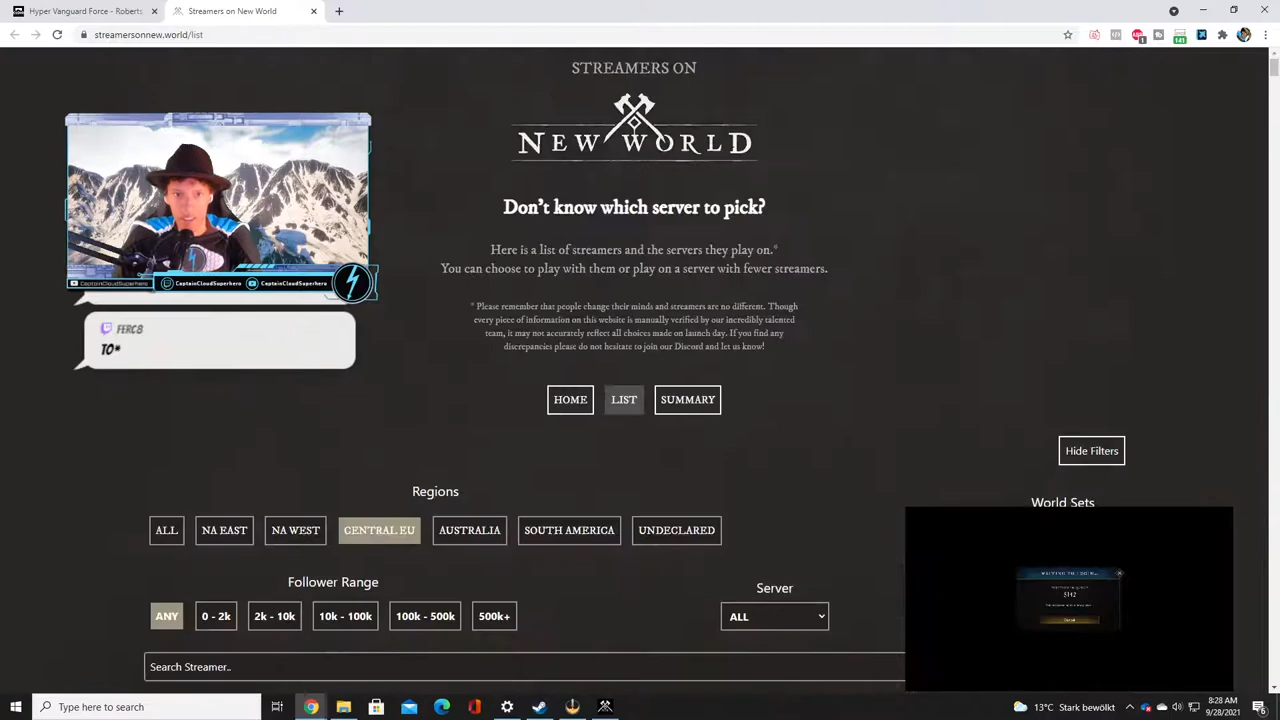 Hyper Vanguard Force - Roberts
Streamers on New World
streamersonnew.world/list
1
141
STREAMERS ON
NEW WORLD
Don't know which server to pick?
Here is a list of streamers and the servers they play on.*
You can choose to play with them or play on a server with fewer streamers.
* Please remember that people change their minds and streamers are no different. Though
every piece of information on this website is manually verified by our incredibly talented
team, it may not accurately reflect all choices made on launch day. If you find any
discrepancies please do not hesitate to join our Discord and let us know!
CaptainCloudSuperhero CaptainCloudSuperhero CaptainCloudSuperhero
FERC8
TO*
HOME LIST SUMMARY
Hide Filters
Regions
World Sets
ALL NA EAST NA WEST CENTRAL EU AUSTRALIA SOUTH AMERICA UNDECLARED
Follower Range
Server
ANY 0 - 2k 2k - 10k 10k - 100k 100k - 500k 500k+
ALL
Search Streamer..
Cancel
Type here to search
13°C Stark bewölkt
8:28 AM
9/28/2021
6